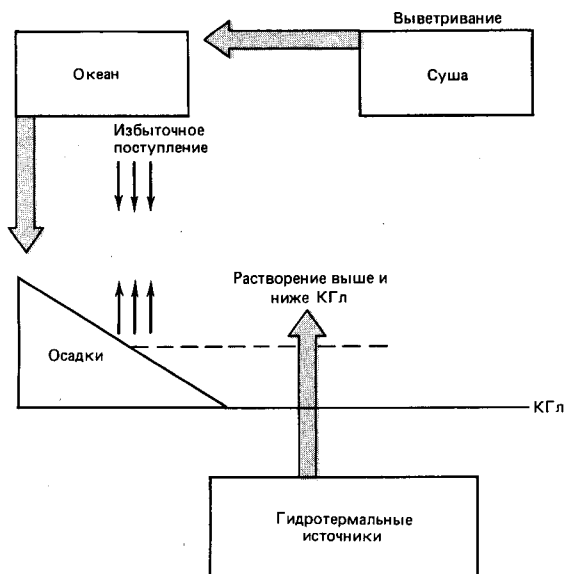 Выветривание
Океан
Суша
Избыточное
поступление
Растворение выше и
ниже КГл
Осадки
КГл
Гидротермальные
источники